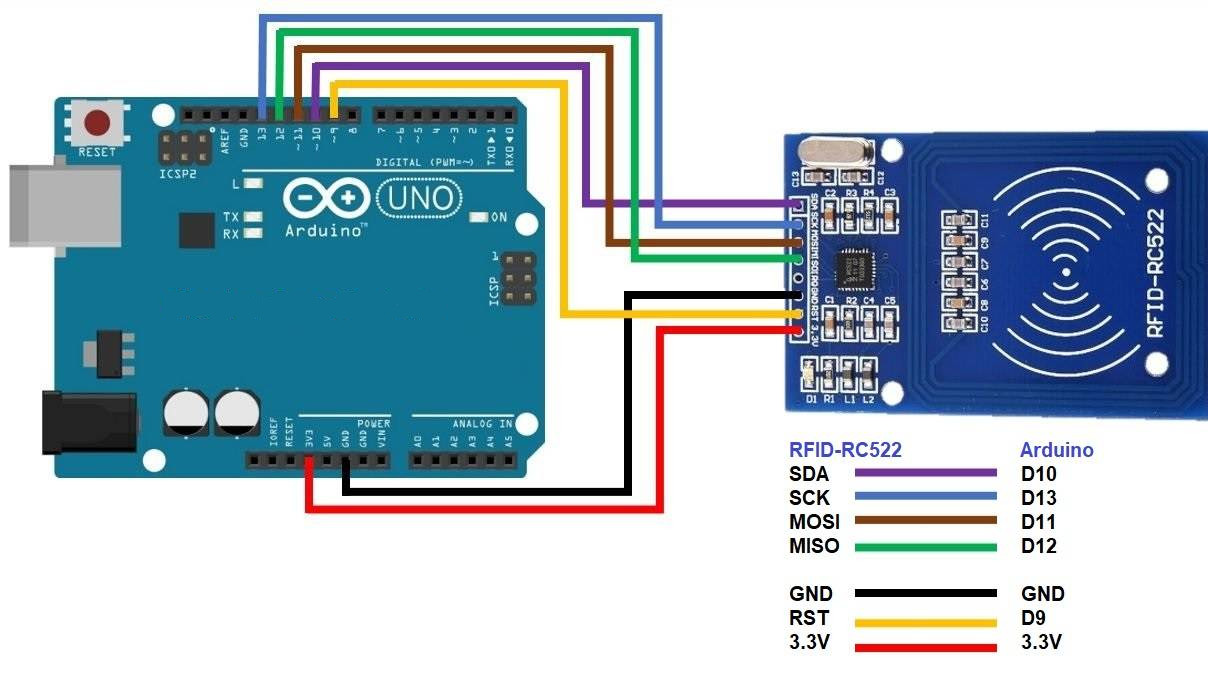 RESET
ICSP2
AREF
GND
13
12
~11
~10
~9
8
7
~6
~5
4
~3
2
TX0▶1
RX0◀0
DIGITAL (PWM=~)
L
TX
RX
UNO
ON
Arduino™
1
ICSP
IOREF
RESET
3V3
5V
GND
GND
VIN
POWER
ANALOG IN
A0
A1
A2
A3
A4
A5
C13
C12
SDA
SCK
MOSI
MISO
IRQ
GND
RST
3.3V
C2
R3
R4
C3
C1
R2
C4
C5
D1
R1
L1
L2
C11
C9
C7
C6
C8
C10
RFID-RC522
RFID-RC522 Arduino
SDA D10
SCK D13
MOSI D11
MISO D12
GND GND
RST D9
3.3V 3.3V